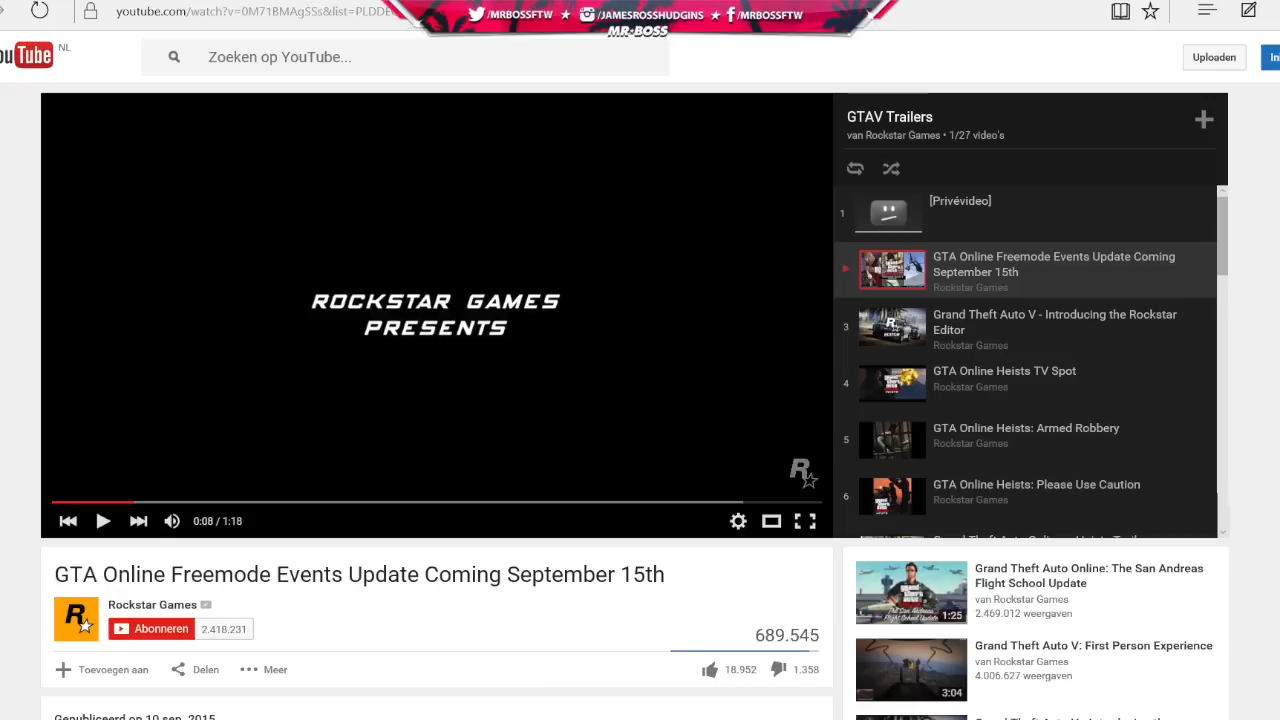 youtube.com/watch?v=0M71BMAgSSs&list=PLDDE
/MRBOSSFTW ★ /JAMESROSSHUDGINS ★ /MRBOSSFTW
MR·BOSS
ouTube NL
Zoeken op YouTube...
Uploaden
In
GTAV Trailers
van Rockstar Games • 1/27 video's
ROCKSTAR GAMES
PRESENTS
R
0:08 / 1:18
1
[Privévideo]
GTA Online Freemode Events Update Coming
September 15th
Rockstar Games
3
Grand Theft Auto V - Introducing the Rockstar
Editor
Rockstar Games
4
GTA Online Heists TV Spot
Rockstar Games
5
GTA Online Heists: Armed Robbery
Rockstar Games
6
GTA Online Heists: Please Use Caution
Rockstar Games
GTA Online Freemode Events Update Coming September 15th
R
Rockstar Games
Abonneren 2.418.231
689.545
Toevoegen aan Delen Meer
18.952 1.358
Gepubliceerd op 10 sep. 2015
Grand Theft Auto Online: The San Andreas
Flight School Update
van Rockstar Games
2.469.012 weergaven
1:25
Grand Theft Auto V: First Person Experience
van Rockstar Games
4.006.627 weergaven
3:04